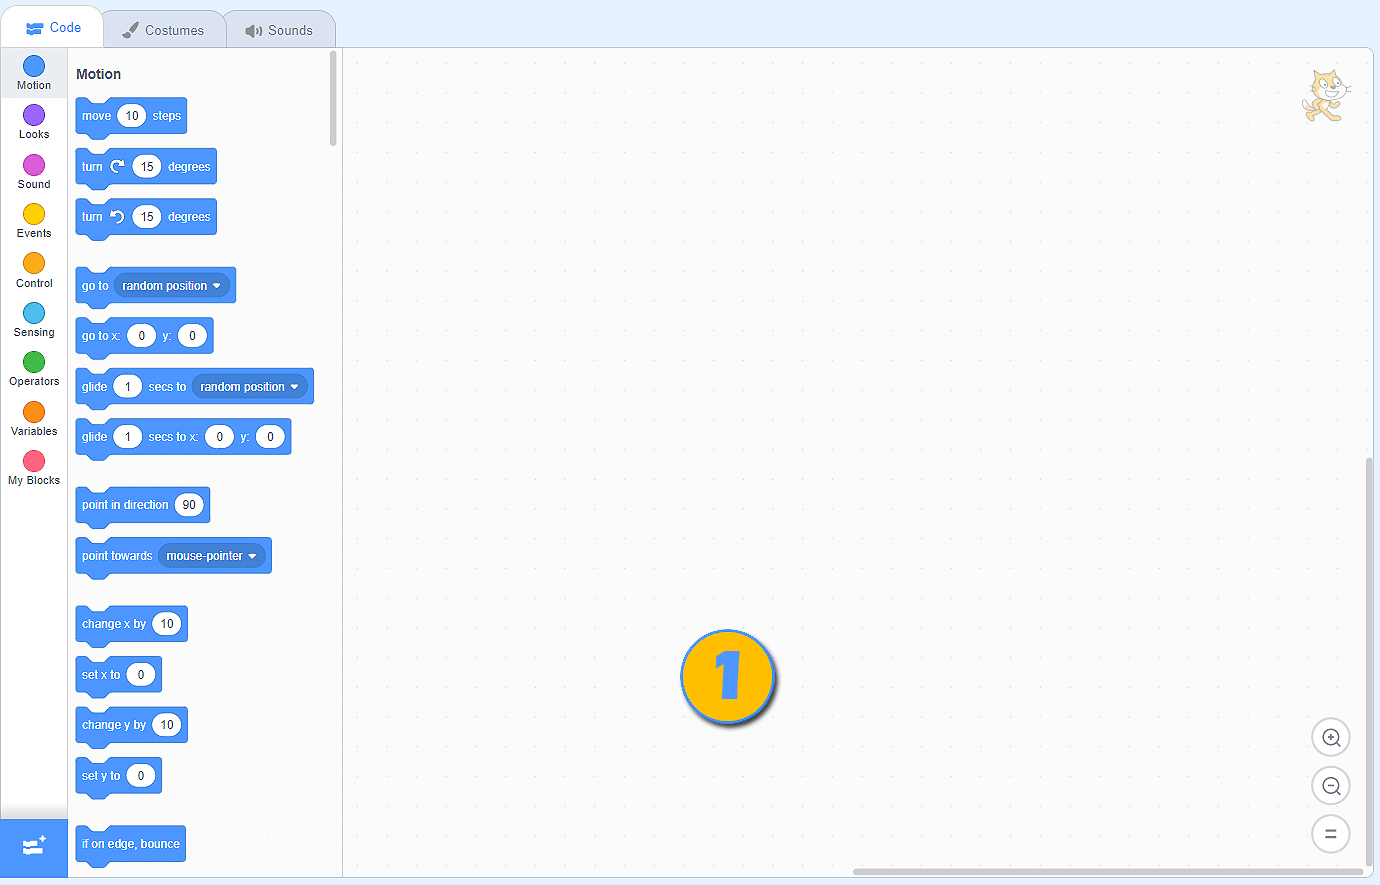 Code Costumes Sounds
Motion
Looks
Sound
Events
Control
Sensing
Operators
Variables
My Blocks
Motion
move 10 steps
turn 15 degrees
turn 15 degrees
go to random position
go to x: 0 y: 0
glide 1 secs to random position
glide 1 secs to x: 0 y: 0
point in direction 90
point towards mouse-pointer
change x by 10
set x to 0
change y by 10
set y to 0
if on edge, bounce
1